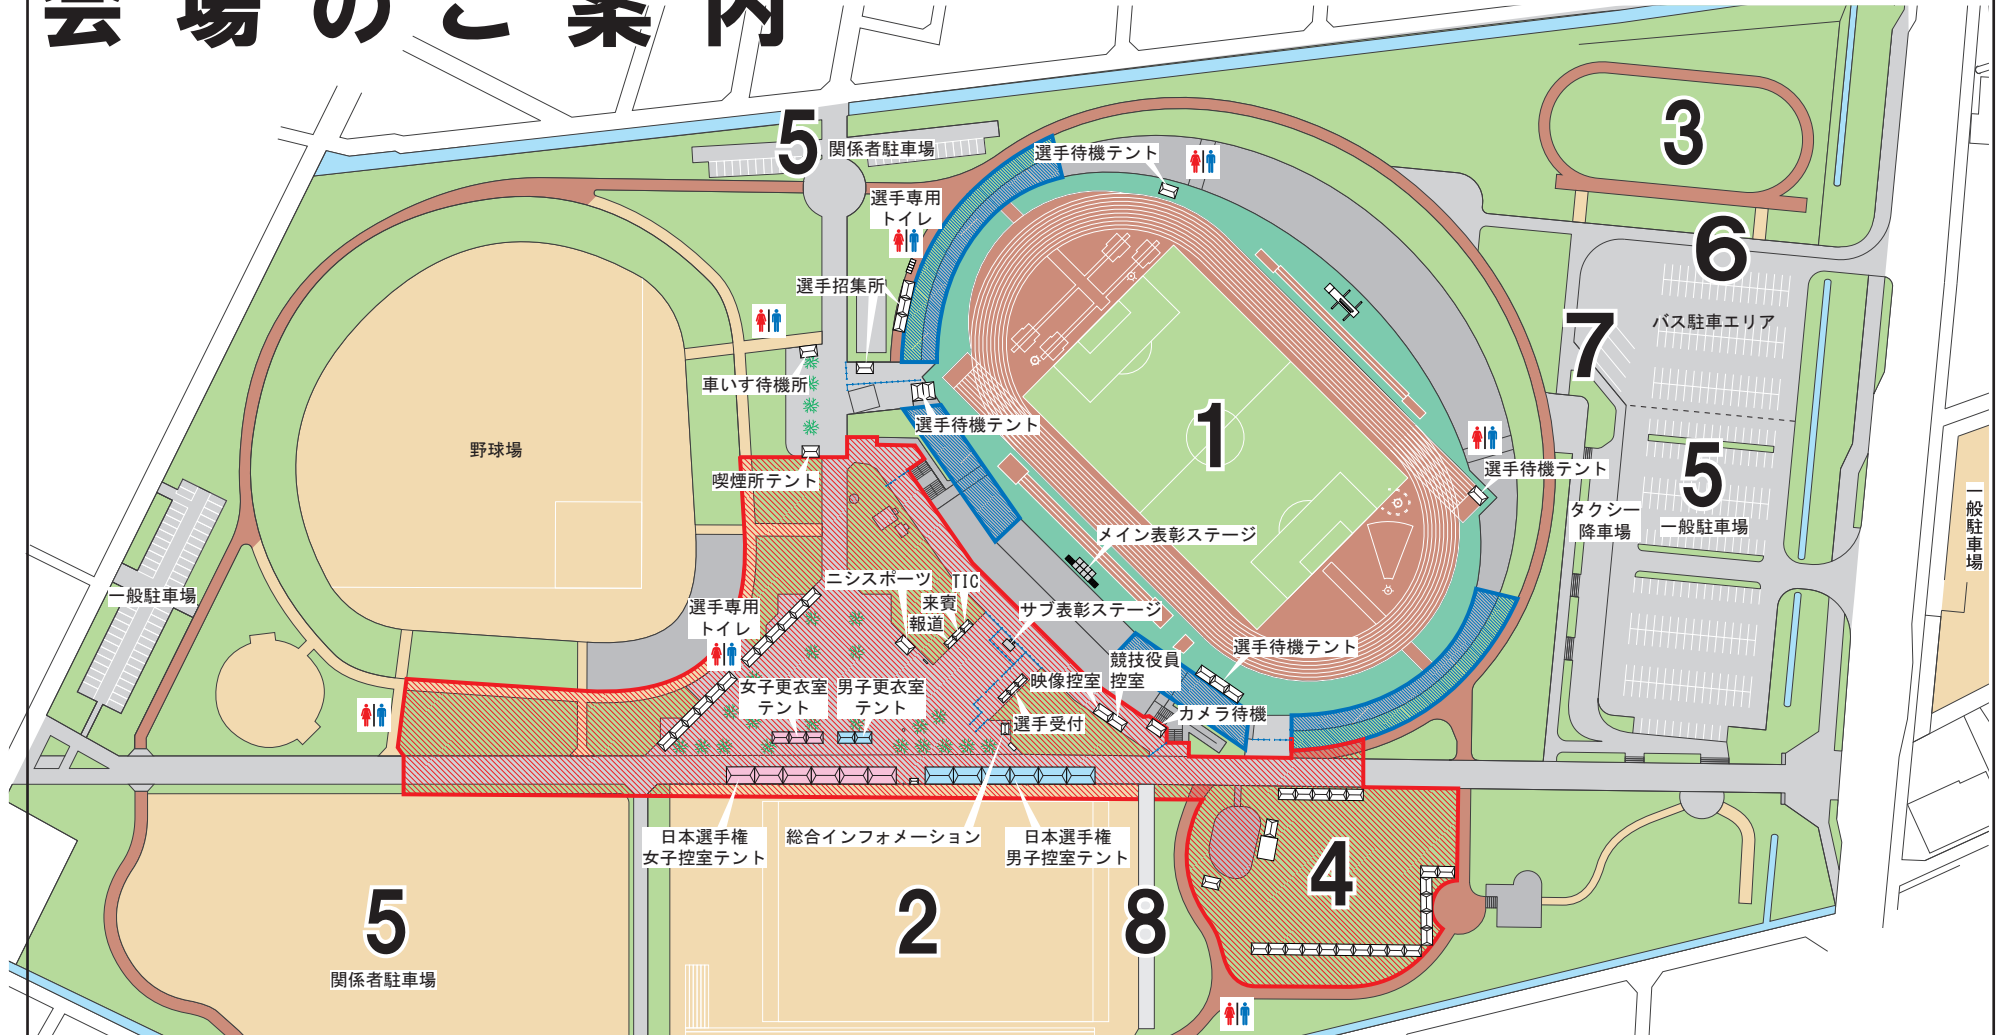 会場のご案内
5
関係者駐車場
選手待機テント
3
選手専用
トイレ
6
選手招集所
7
バス駐車エリア
車いす待機所
1
選手待機テント
野球場
喫煙所テント
選手待機テント
5
一般駐車場
タクシー
降車場
一般駐車場
メイン表彰ステージ
ニシスポーツ
TIC
来賓
報道
サブ表彰ステージ
一般駐車場
選手専用
トイレ
選手待機テント
競技役員
控室
映像控室
女子更衣室
テント
男子更衣室
テント
選手受付
カメラ待機
日本選手権
女子控室テント
総合インフォメーション
日本選手権
男子控室テント
4
5
関係者駐車場
2
8